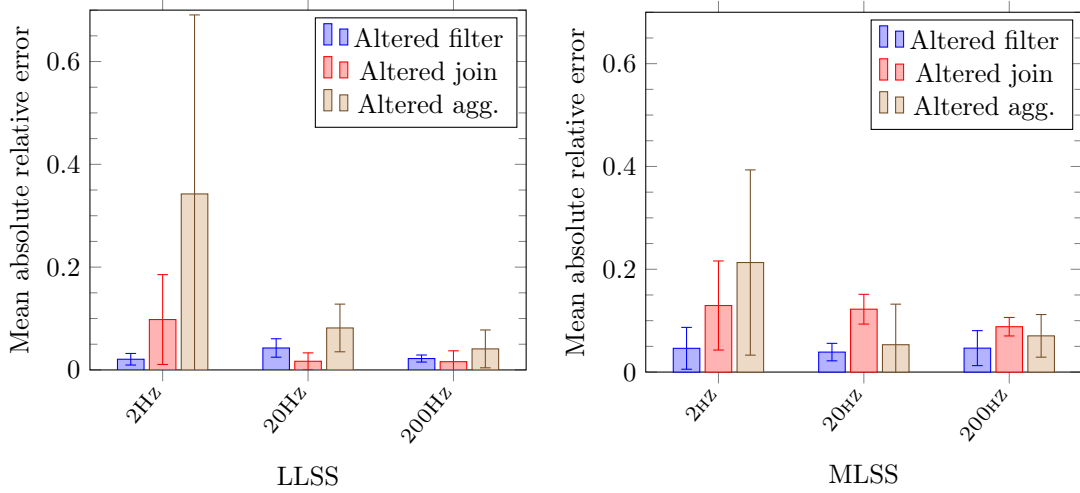 Mean absolute relative error
0.6
0.4
0.2
0
Altered filter
Altered join
Altered agg.
2Hz
20Hz
200Hz
LLSS
Mean absolute relative error
0.6
0.4
0.2
0
Altered filter
Altered join
Altered agg.
2HZ
20HZ
200HZ
MLSS